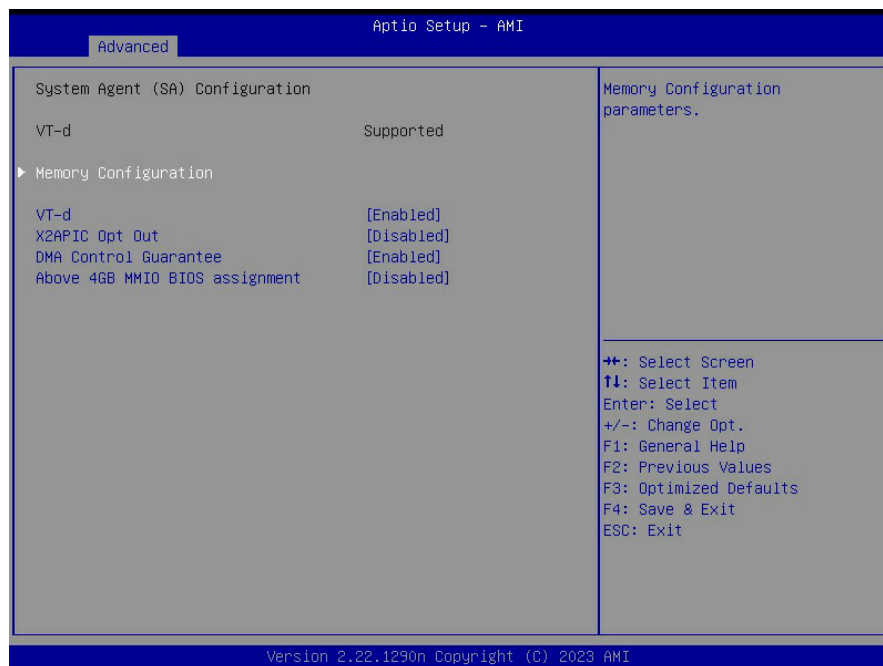 Aptio Setup – AMI
Advanced
System Agent (SA) Configuration
VT-d Supported
Memory Configuration
VT-d [Enabled]
X2APIC Opt Out [Disabled]
DMA Control Guarantee [Enabled]
Above 4GB MMIO BIOS assignment [Disabled]
Memory Configuration
parameters.
→←: Select Screen
↑↓: Select Item
Enter: Select
+/-: Change Opt.
F1: General Help
F2: Previous Values
F3: Optimized Defaults
F4: Save & Exit
ESC: Exit
Version 2.22.1290n Copyright (C) 2023 AMI